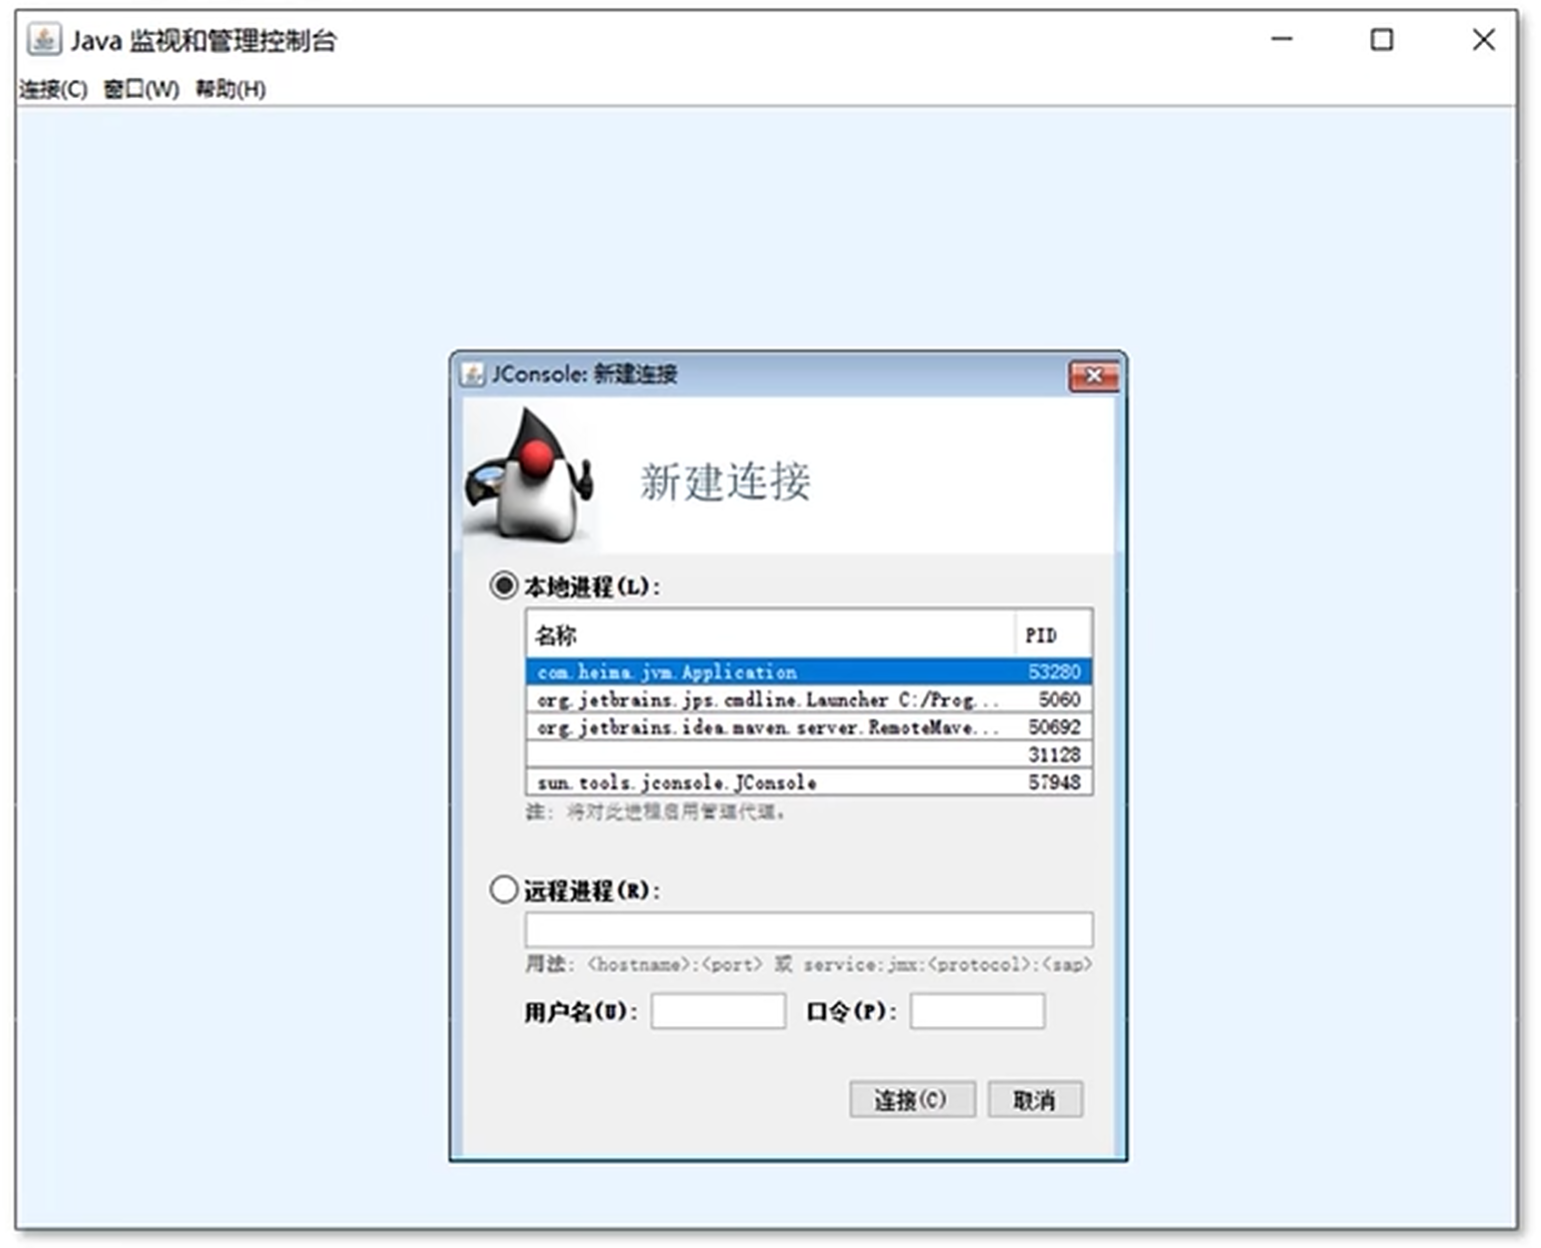 Java 监视和管理控制台
连接(C) 窗口(W) 帮助(H)
JConsole: 新建连接
新建连接
本地进程(L):
名称 PID
com.heima.jvm.Application 53280
org.jetbrains.jps.cmdline.Launcher C:/Prog... 5060
org.jetbrains.idea.maven.server.RemoteMave... 50692
31128
sun.tools.jconsole.JConsole 57948
注: 将对此进程启用管理代理。
远程进程(R):
用法: <hostname>:<port> 或 service:jmx:<protocol>:<sap>
用户名(U): 口令(P):
连接(C) 取消